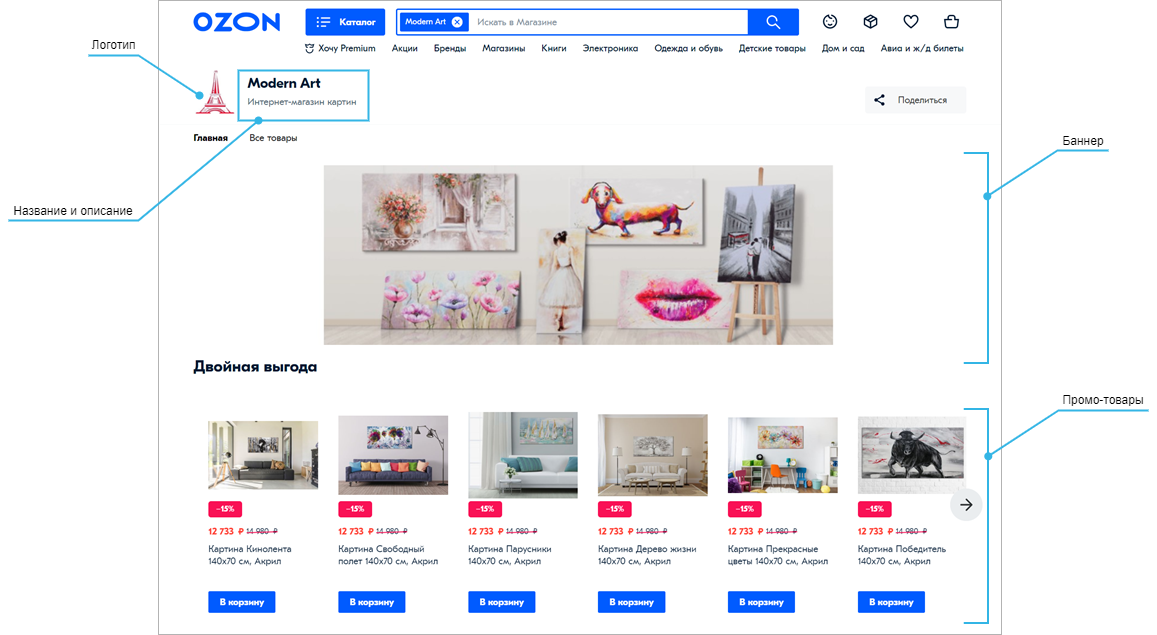 OZON
Каталог
Modern Art
Искать в Магазине
Хочу Premium
Акции
Бренды
Магазины
Книги
Электроника
Одежда и обувь
Детские товары
Дом и сад
Авиа и ж/д билеты
Логотип
Modern Art
Интернет-магазин картин
Поделиться
Главная
Все товары
Баннер
Название и описание
Двойная выгода
Промо-товары
-15%
12 733 ₽ 14 980 ₽
Картина Кинолента
140x70 см, Акрил
В корзину
-15%
12 733 ₽ 14 980 ₽
Картина Свободный
полет 140x70 см, Акрил
В корзину
-15%
12 733 ₽ 14 980 ₽
Картина Парусники
140x70 см, Акрил
В корзину
-15%
12 733 ₽ 14 980 ₽
Картина Дерево жизни
140x70 см, Акрил
В корзину
-15%
12 733 ₽ 14 980 ₽
Картина Прекрасные
цветы 140x70 см, Акрил
В корзину
-15%
12 733 ₽ 14 980 ₽
Картина Победитель
140x70 см, Акрил
В корзину